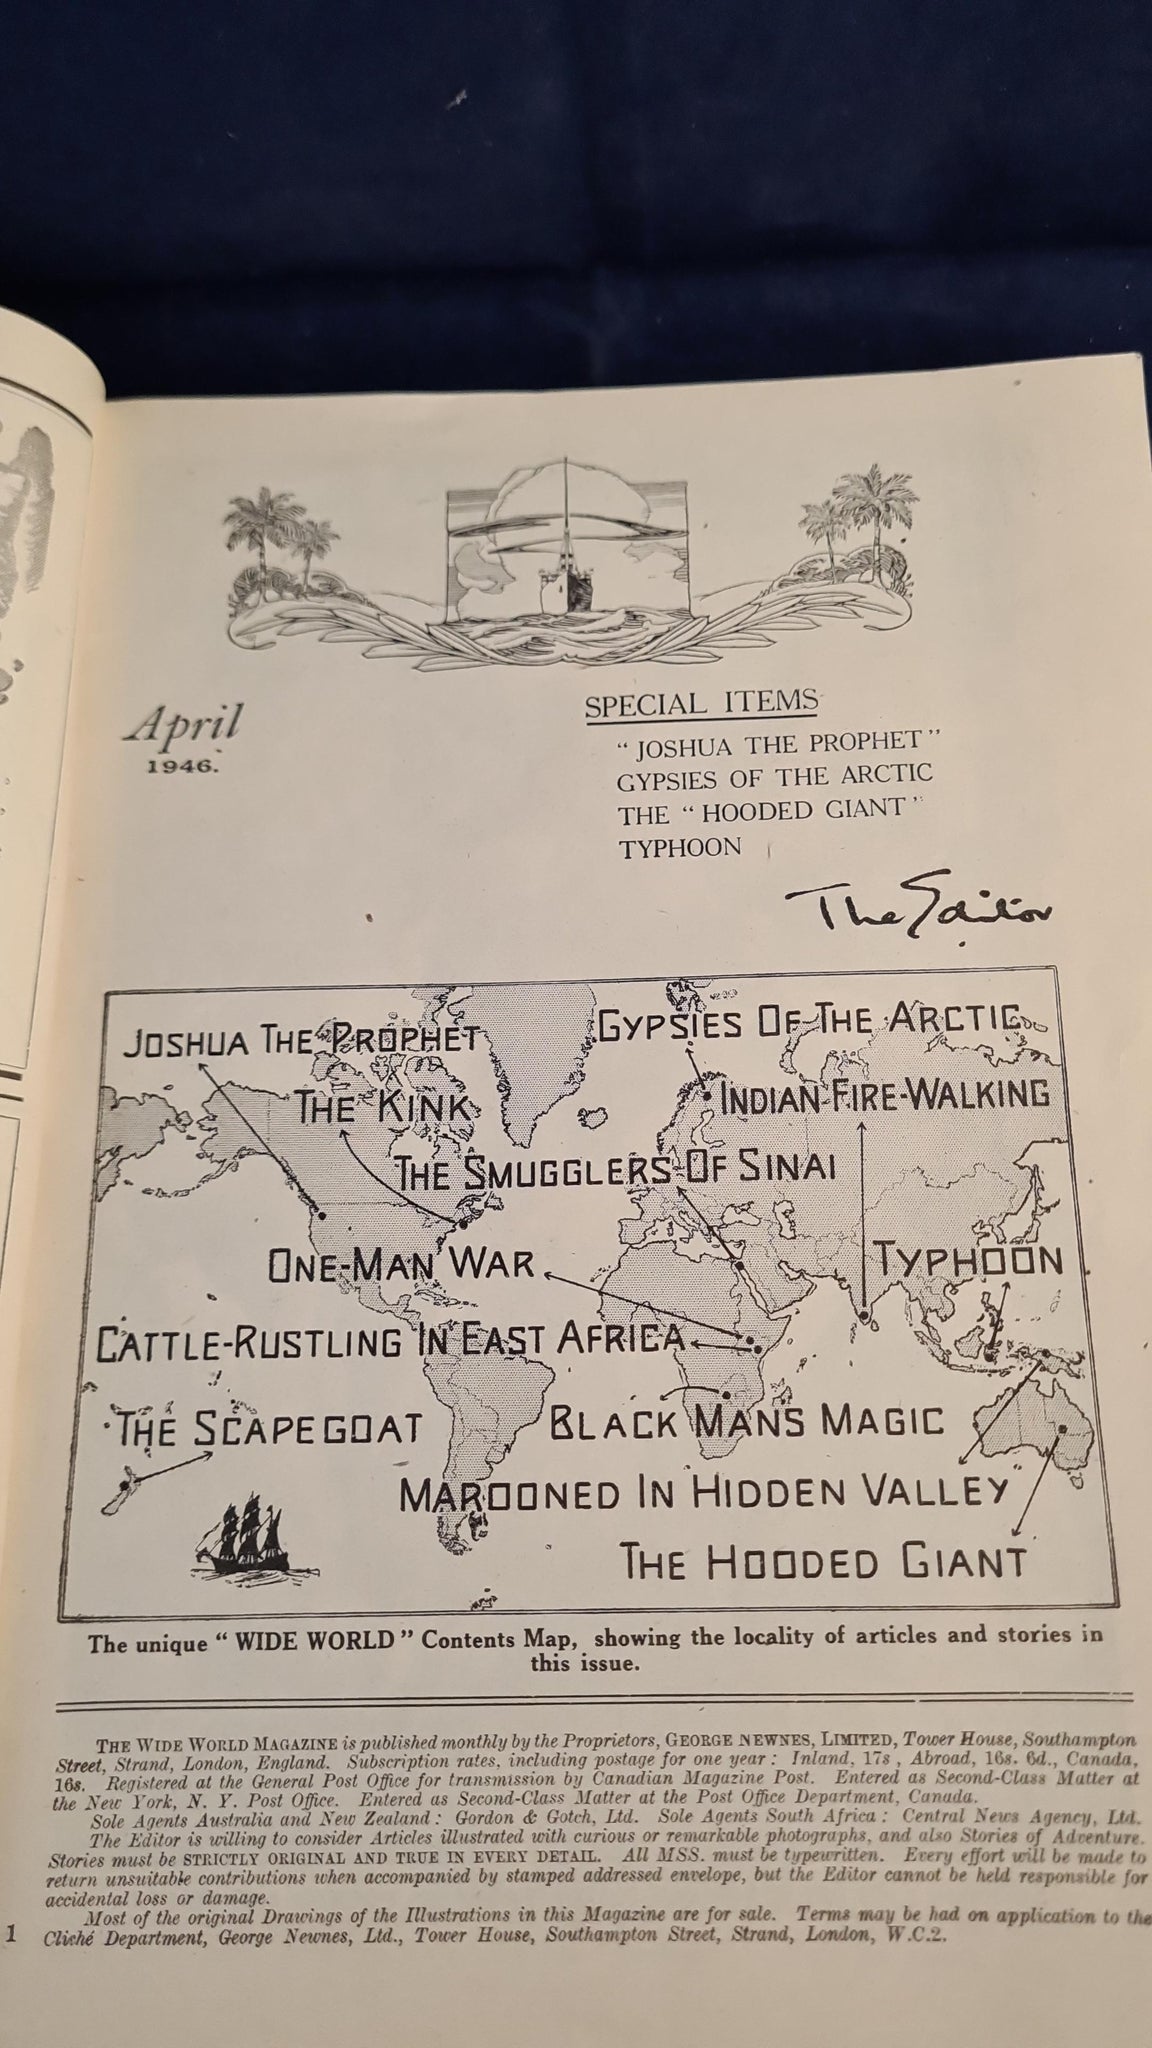 April
1946.
SPECIAL ITEMS
"JOSHUA THE PROPHET"
GYPSIES OF THE ARCTIC
THE "HOODED GIANT"
TYPHOON
The Editor
JOSHUA THE PROPHET
GYPSIES OF THE ARCTIC
THE KINK
INDIAN FIRE-WALKING
THE SMUGGLERS OF SINAI
ONE-MAN WAR
TYPHOON
CATTLE-RUSTLING IN EAST AFRICA
THE SCAPEGOAT
BLACK MANS MAGIC
MAROONED IN HIDDEN VALLEY
THE HOODED GIANT
The unique "WIDE WORLD" Contents Map, showing the locality of articles and stories in
this issue.
THE WIDE WORLD MAGAZINE is published monthly by the Proprietors, GEORGE NEWNES, LIMITED, Tower House, Southampton
Street, Strand, London, England. Subscription rates, including postage for one year: Inland, 17s, Abroad, 16s. 6d., Canada,
16s. Registered at the General Post Office for transmission by Canadian Magazine Post. Entered as Second-Class Matter at
the New York, N. Y. Post Office. Entered as Second-Class Matter at the Post Office Department, Canada.
Sole Agents Australia and New Zealand: Gordon & Gotch, Ltd. Sole Agents South Africa: Central News Agency, Ltd.
The Editor is willing to consider Articles illustrated with curious or remarkable photographs, and also Stories of Adventure.
Stories must be STRICTLY ORIGINAL AND TRUE IN EVERY DETAIL. All MSS. must be typewritten. Every effort will be made to
return unsuitable contributions when accompanied by stamped addressed envelope, but the Editor cannot be held responsible for
accidental loss or damage.
Most of the original Drawings of the Illustrations in this Magazine are for sale. Terms may be had on application to the
Cliché Department, George Newnes, Ltd., Tower House, Southampton Street, Strand, London, W.C.2.
1